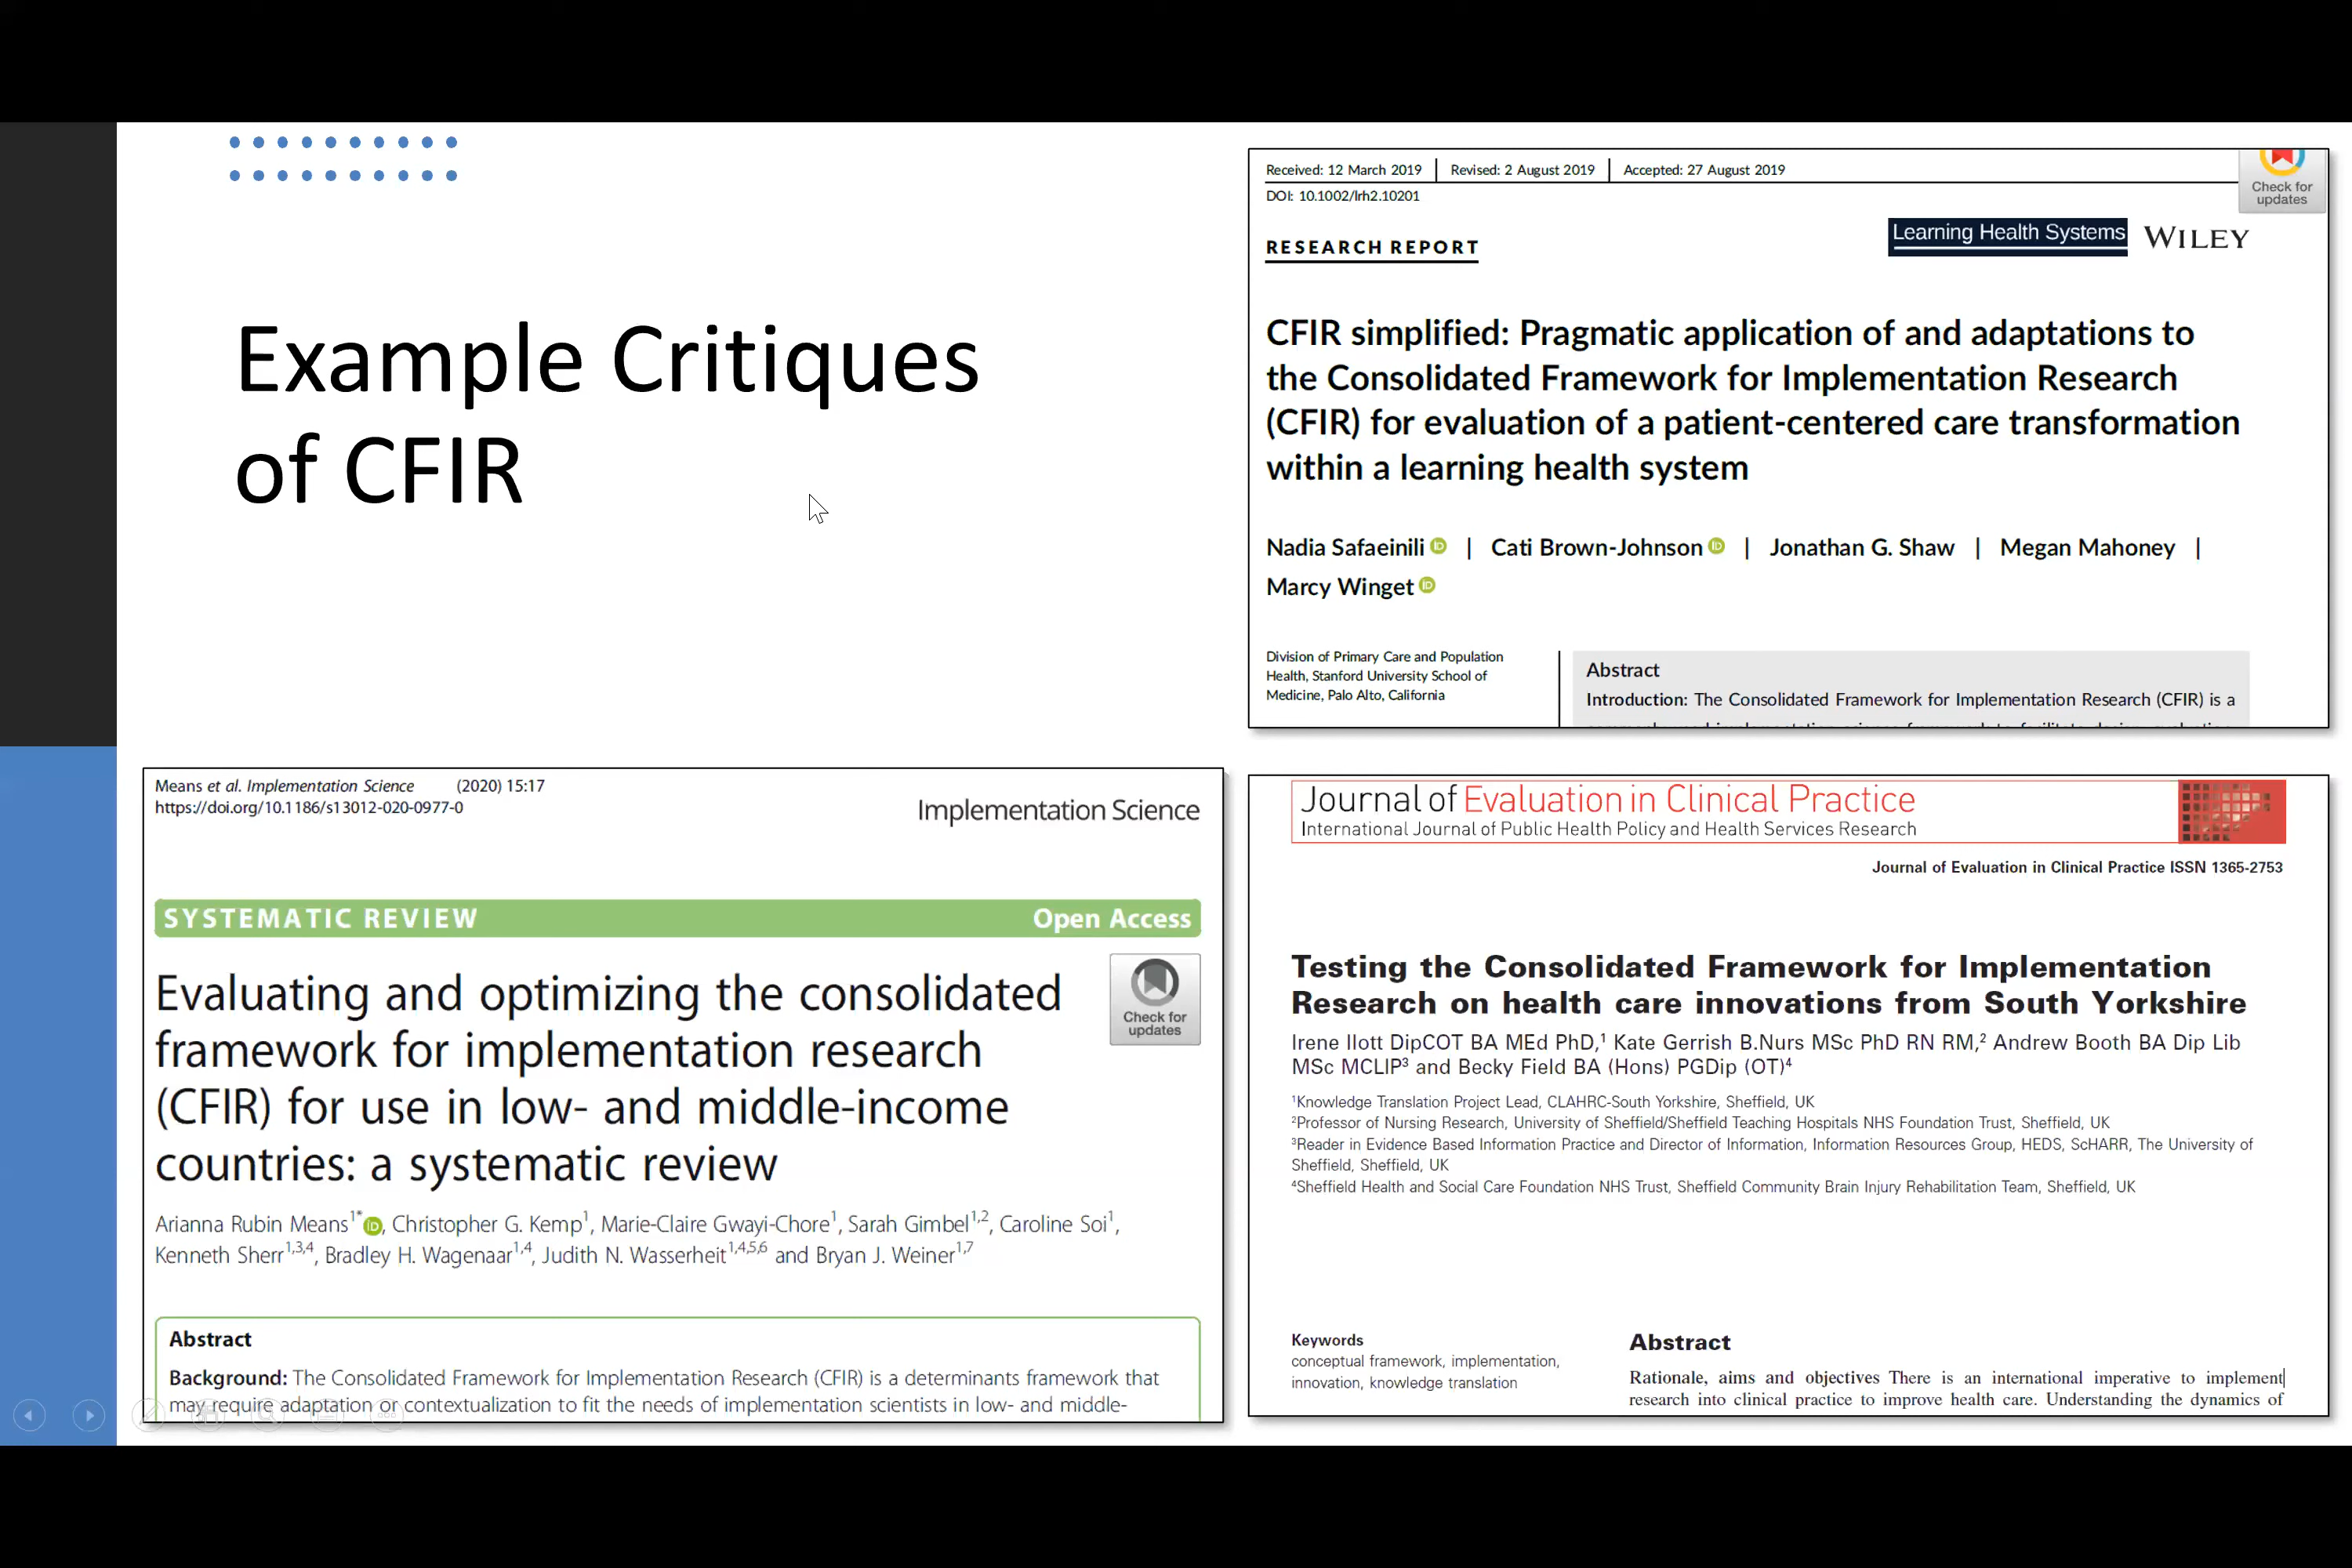 Example Critiques
of CFIR
Received: 12 March 2019 | Revised: 2 August 2019 | Accepted: 27 August 2019
DOI: 10.1002/lrh2.10201
Check for
updates
RESEARCH REPORT
Learning Health Systems WILEY
CFIR simplified: Pragmatic application of and adaptations to
the Consolidated Framework for Implementation Research
(CFIR) for evaluation of a patient-centered care transformation
within a learning health system
Nadia Safaeinili iD | Cati Brown-Johnson iD | Jonathan G. Shaw | Megan Mahoney |
Marcy Winget iD
Division of Primary Care and Population
Health, Stanford University School of
Medicine, Palo Alto, California
Abstract
Introduction: The Consolidated Framework for Implementation Research (CFIR) is a
Means et al. Implementation Science (2020) 15:17
https://doi.org/10.1186/s13012-020-0977-0
Implementation Science
SYSTEMATIC REVIEW Open Access
Evaluating and optimizing the consolidated
framework for implementation research
(CFIR) for use in low- and middle-income
countries: a systematic review
Check for
updates
Arianna Rubin Means1* iD, Christopher G. Kemp1, Marie-Claire Gwayi-Chore1, Sarah Gimbel1,2, Caroline Soi1,
Kenneth Sherr1,3,4, Bradley H. Wagenaar1,4, Judith N. Wasserheit1,4,5,6 and Bryan J. Weiner1,7
Abstract
Background: The Consolidated Framework for Implementation Research (CFIR) is a determinants framework that
may require adaptation or contextualization to fit the needs of implementation scientists in low- and middle-
Journal of Evaluation in Clinical Practice
International Journal of Public Health Policy and Health Services Research
Journal of Evaluation in Clinical Practice ISSN 1365-2753
Testing the Consolidated Framework for Implementation
Research on health care innovations from South Yorkshire
Irene Ilott DipCOT BA MEd PhD,1 Kate Gerrish B.Nurs MSc PhD RN RM,2 Andrew Booth BA Dip Lib
MSc MCLIP3 and Becky Field BA (Hons) PGDip (OT)4
1Knowledge Translation Project Lead, CLAHRC-South Yorkshire, Sheffield, UK
2Professor of Nursing Research, University of Sheffield/Sheffield Teaching Hospitals NHS Foundation Trust, Sheffield, UK
3Reader in Evidence Based Information Practice and Director of Information, Information Resources Group, HEDS, ScHARR, The University of
Sheffield, Sheffield, UK
4Sheffield Health and Social Care Foundation NHS Trust, Sheffield Community Brain Injury Rehabilitation Team, Sheffield, UK
Keywords
conceptual framework, implementation,
innovation, knowledge translation
Abstract
Rationale, aims and objectives There is an international imperative to implement
research into clinical practice to improve health care. Understanding the dynamics of